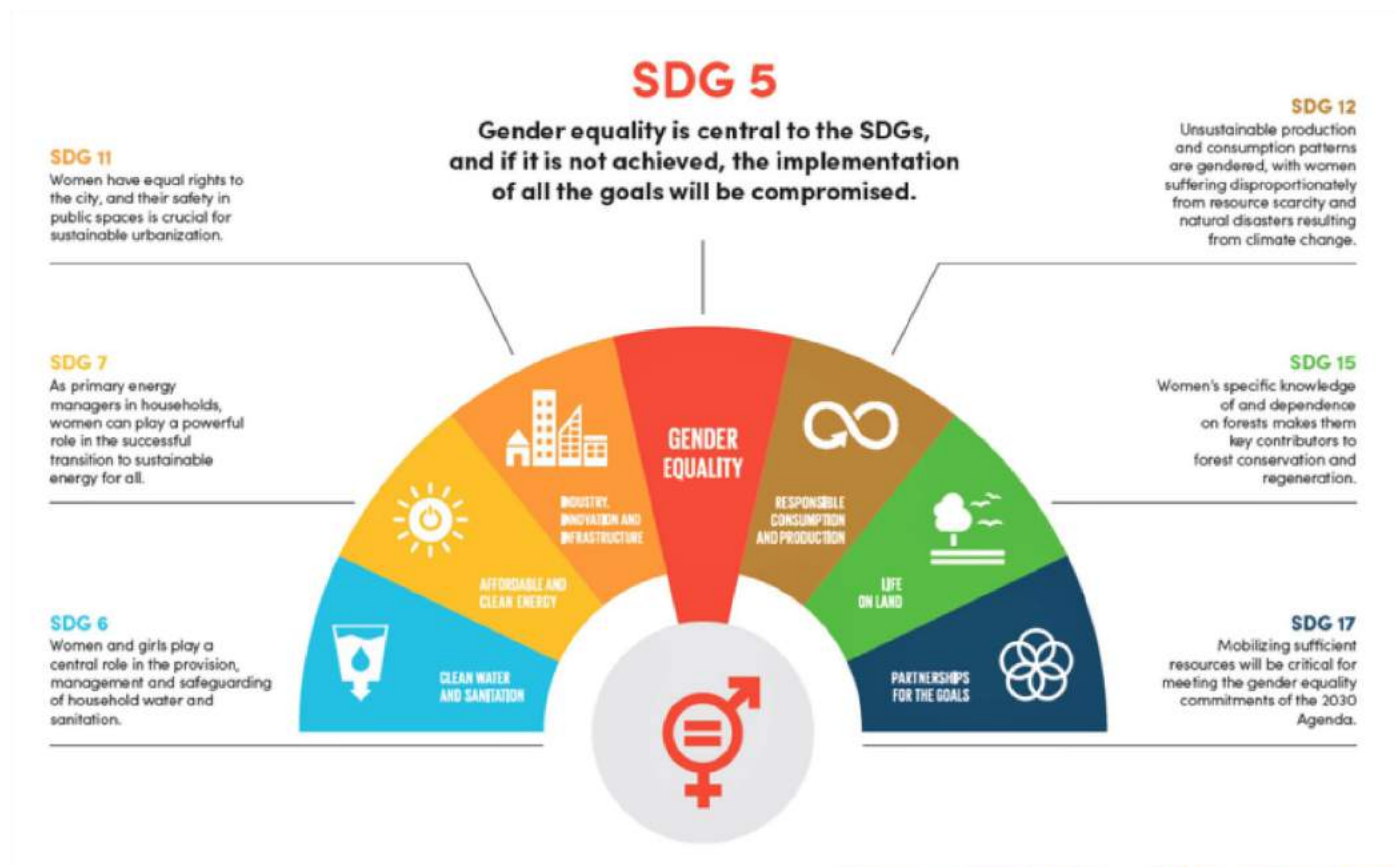 SDG 5
Gender equality is central to the SDGs,
and if it is not achieved, the implementation
of all the goals will be compromised.
SDG 11
Women have equal rights to
the city, and their safety in
public spaces is crucial for
sustainable urbanization.
SDG 7
As primary energy
managers in households,
women can play a powerful
role in the successful
transition to sustainable
energy for all.
SDG 6
Women and girls play a
central role in the provision,
management and safeguarding
of household water and
sanitation.
SDG 12
Unsustainable production
and consumption patterns
are gendered, with women
suffering disproportionately
from resource scarcity and
natural disasters resulting
from climate change.
SDG 15
Women's specific knowledge
of and dependence
on forests makes them
key contributors to
forest conservation and
regeneration.
SDG 17
Mobilizing sufficient
resources will be critical for
meeting the gender equality
commitments of the 2030
Agenda.
CLEAN WATER
AND SANITATION
AFFORDABLE AND
CLEAN ENERGY
INDUSTRY,
INNOVATION AND
INFRASTRUCTURE
GENDER
EQUALITY
RESPONSIBLE
CONSUMPTION
AND PRODUCTION
LIFE
ON LAND
PARTNERSHIPS
FOR THE GOALS